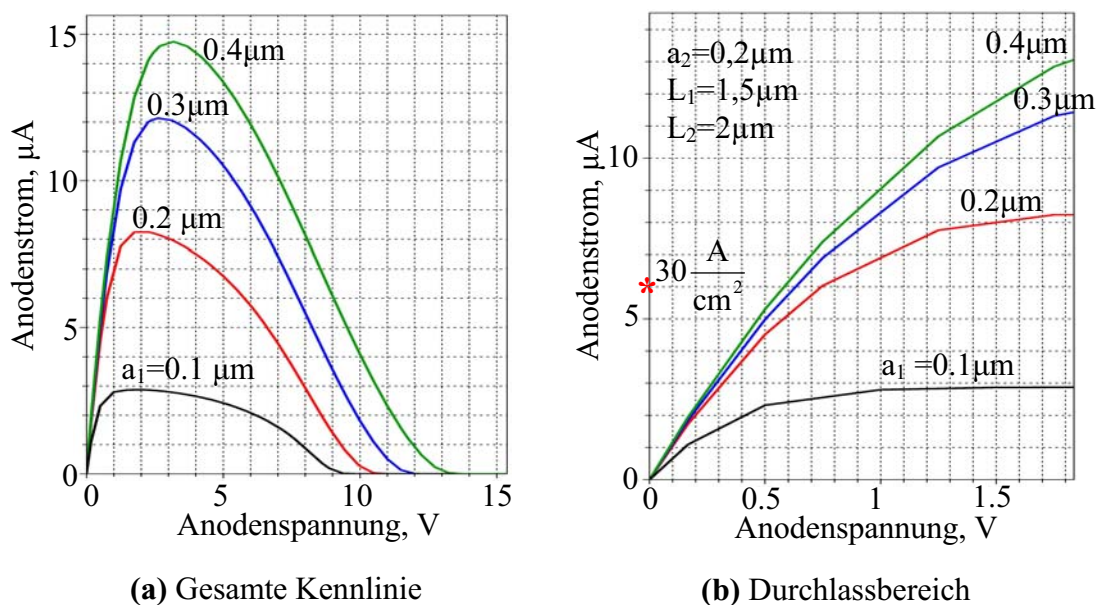 15
10
5
0
Anodenstrom, µA
0.4µm
0.3µm
0.2 µm
a₁=0.1 µm
0 5 10 15
Anodenspannung, V
(a) Gesamte Kennlinie
10
5
0
Anodenstrom, µA
a₂=0,2µm
L₁=1,5µm
L₂=2µm
0.4µm
0.3µm
0.2µm
*30 A/cm²
a₁ =0.1µm
0 0.5 1 1.5
Anodenspannung, V
(b) Durchlassbereich